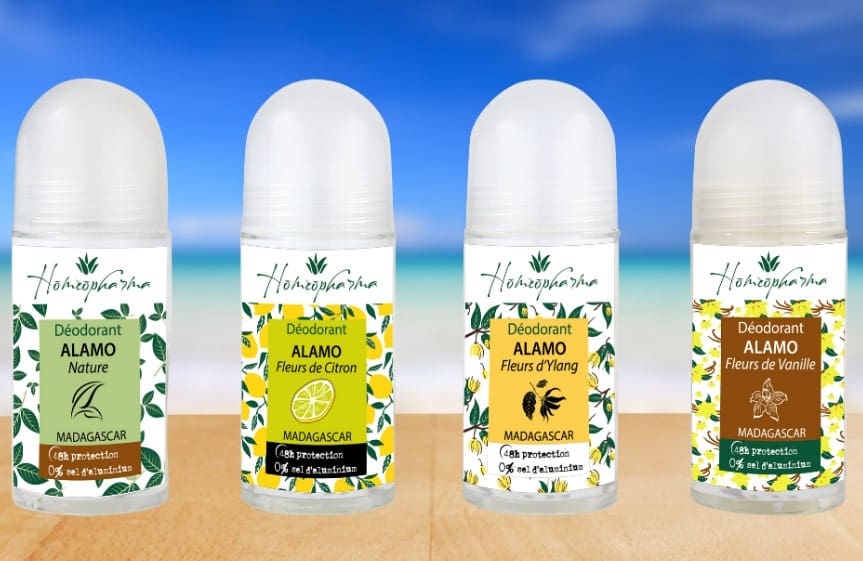 Homeopharma
Déodorant
ALAMO
Nature
MADAGASCAR
48h protection
0% sel d'aluminium
Homeopharma
Déodorant
ALAMO
Fleurs de Citron
MADAGASCAR
48h protection
0% sel d'aluminium
Homeopharma
Déodorant
ALAMO
Fleurs d'Ylang
MADAGASCAR
48h protection
0% sel d'aluminium
Homeopharma
Déodorant
ALAMO
Fleurs de Vanille
MADAGASCAR
48h protection
0% sel d'aluminium